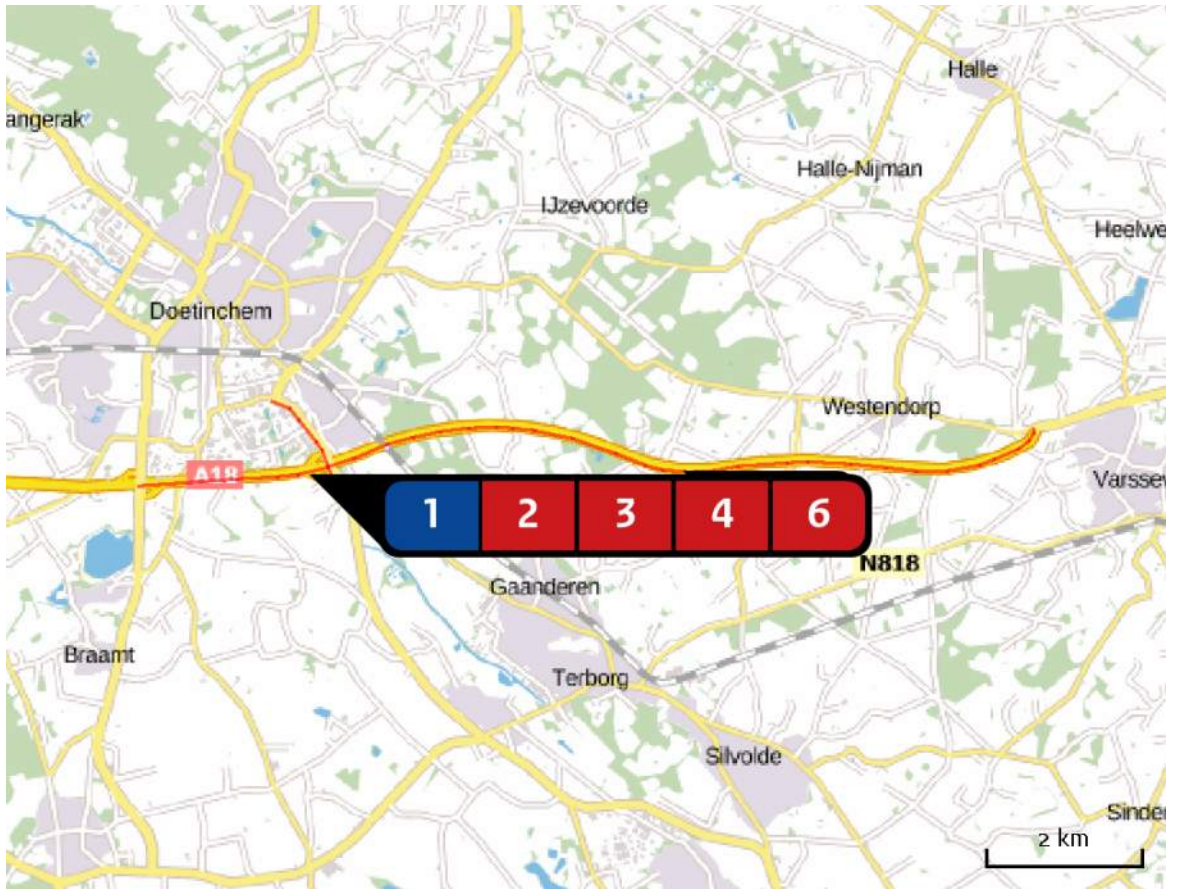 Halle
angerak
Halle-Nijman
IJzevoorde
Heelwe
Doetinchem
Westendorp
A18
Varssev
1 2 3 4 6
N818
Gaanderen
Braamt
Terborg
Silvolde
Sinder
2 km